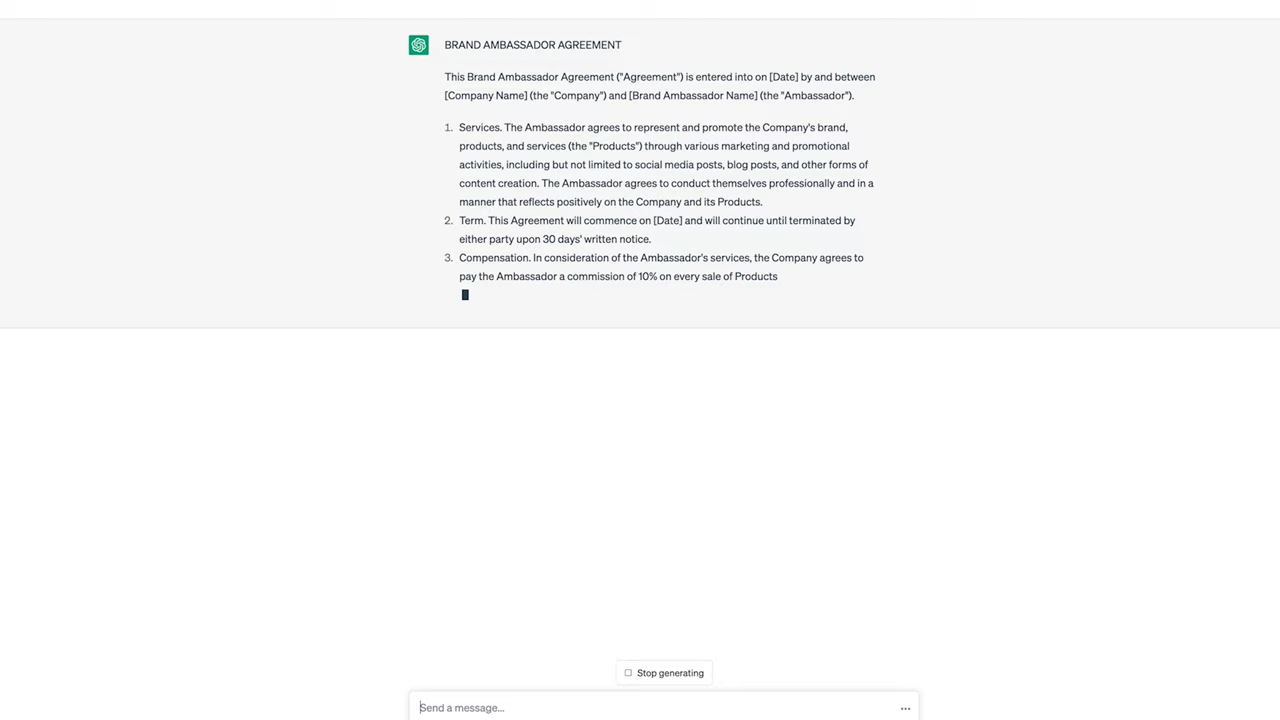 BRAND AMBASSADOR AGREEMENT
This Brand Ambassador Agreement ("Agreement") is entered into on [Date] by and between
[Company Name] (the "Company") and [Brand Ambassador Name] (the "Ambassador").
1. Services. The Ambassador agrees to represent and promote the Company's brand,
products, and services (the "Products") through various marketing and promotional
activities, including but not limited to social media posts, blog posts, and other forms of
content creation. The Ambassador agrees to conduct themselves professionally and in a
manner that reflects positively on the Company and its Products.
2. Term. This Agreement will commence on [Date] and will continue until terminated by
either party upon 30 days' written notice.
3. Compensation. In consideration of the Ambassador's services, the Company agrees to
pay the Ambassador a commission of 10% on every sale of Products
Stop generating
Send a message...